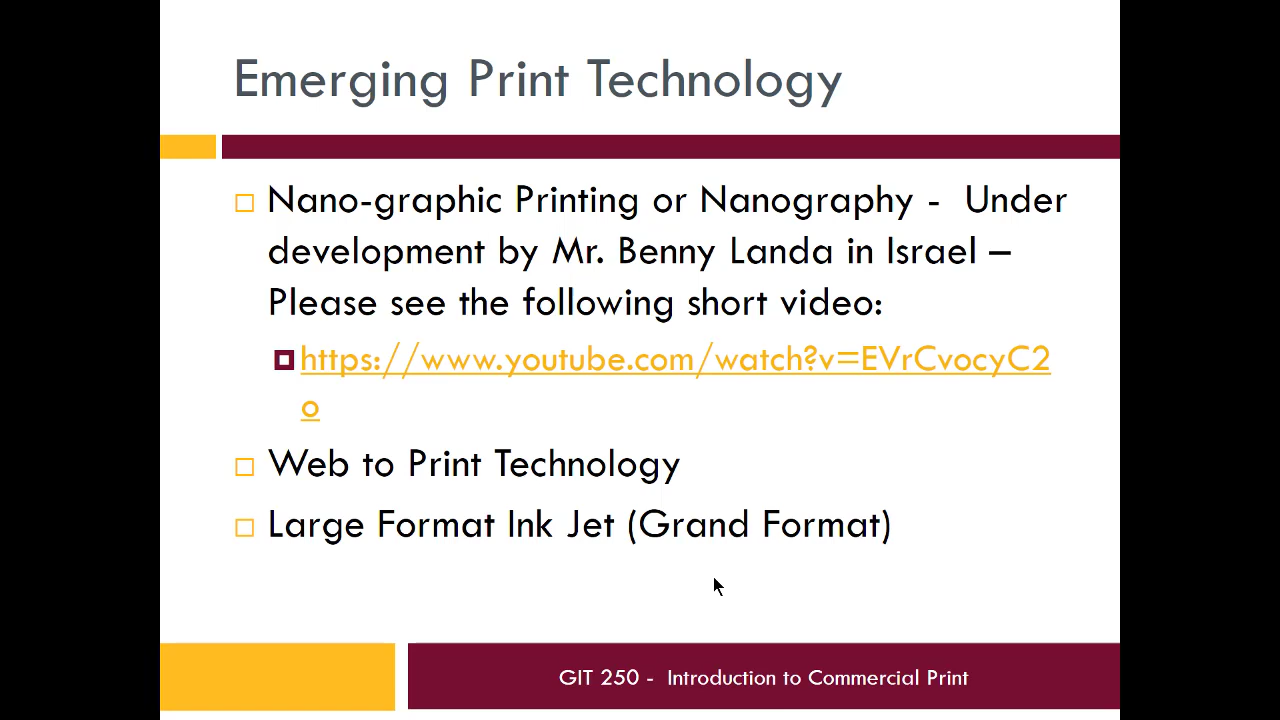 Emerging Print Technology
Nano-graphic Printing or Nanography -  Under
development by Mr. Benny Landa in Israel –
Please see the following short video:
https://www.youtube.com/watch?v=EVrCvocyC2
o
Web to Print Technology
Large Format Ink Jet (Grand Format)
GIT 250 -  Introduction to Commercial Print